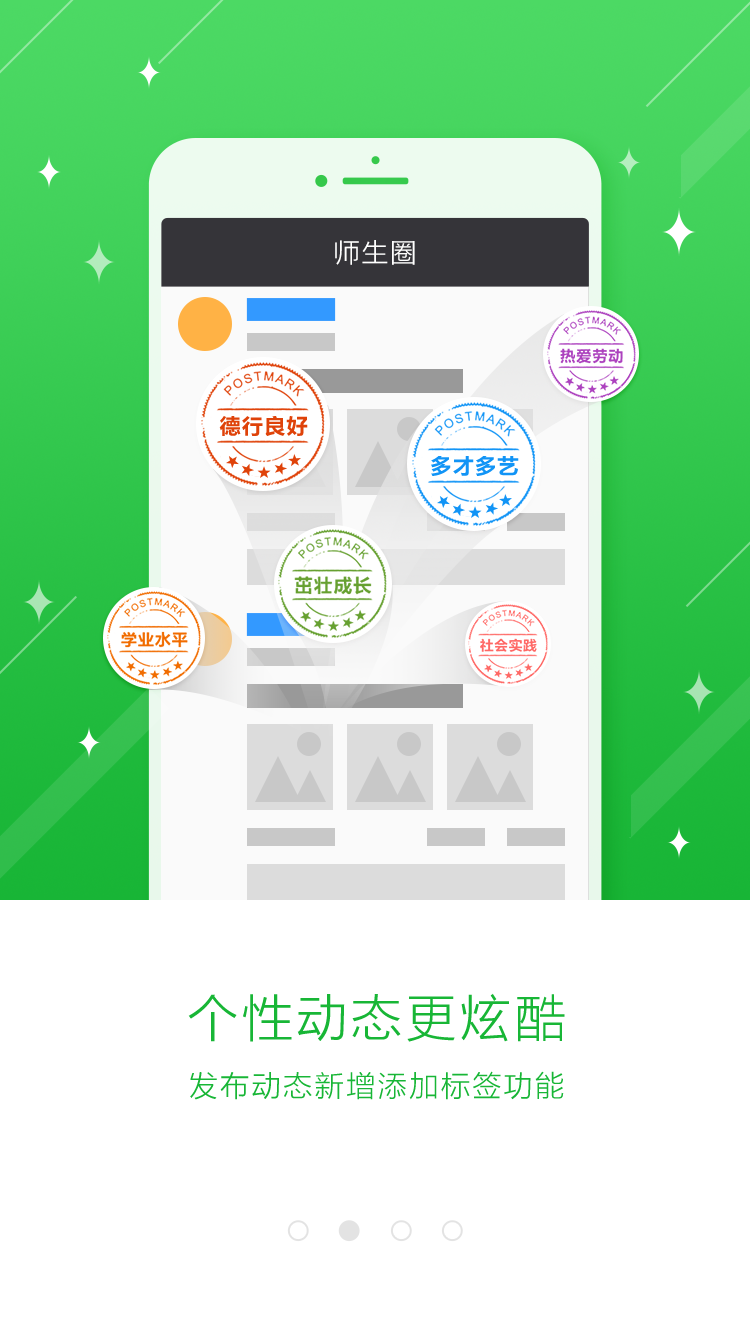 师生圈
POSTMARK
热爱劳动
POSTMARK
德行良好
POSTMARK
多才多艺
POSTMARK
茁壮成长
POSTMARK
学业水平
POSTMARK
社会实践
个性动态更炫酷
发布动态新增添加标签功能